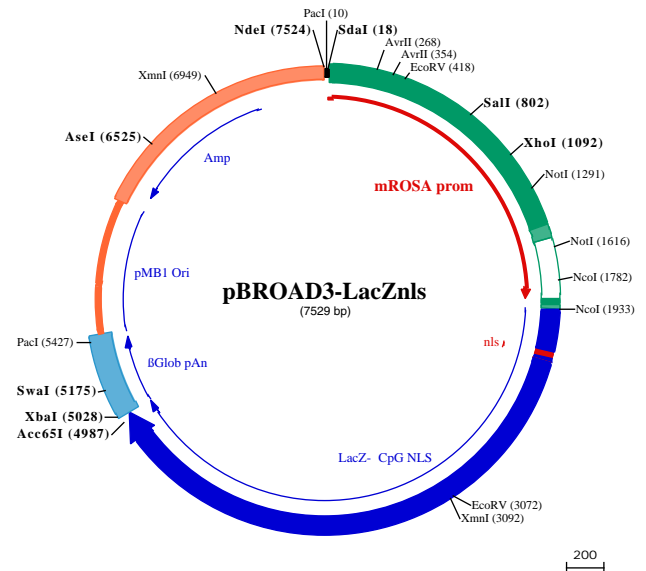 PacI (10)
NdeI (7524)
SdaI (18)
AvrII (268)
AvrII (354)
EcoRV (418)
XmnI (6949)
SalI (802)
AseI (6525)
XhoI (1092)
Amp
NotI (1291)
mROSA prom
NotI (1616)
pMB1 Ori
NcoI (1782)
pBROAD3-LacZnls
(7529 bp)
NcoI (1933)
PacI (5427)
nls
ßGlob pAn
SwaI (5175)
XbaI (5028)
Acc65I (4987)
LacZ- CpG NLS
EcoRV (3072)
XmnI (3092)
200